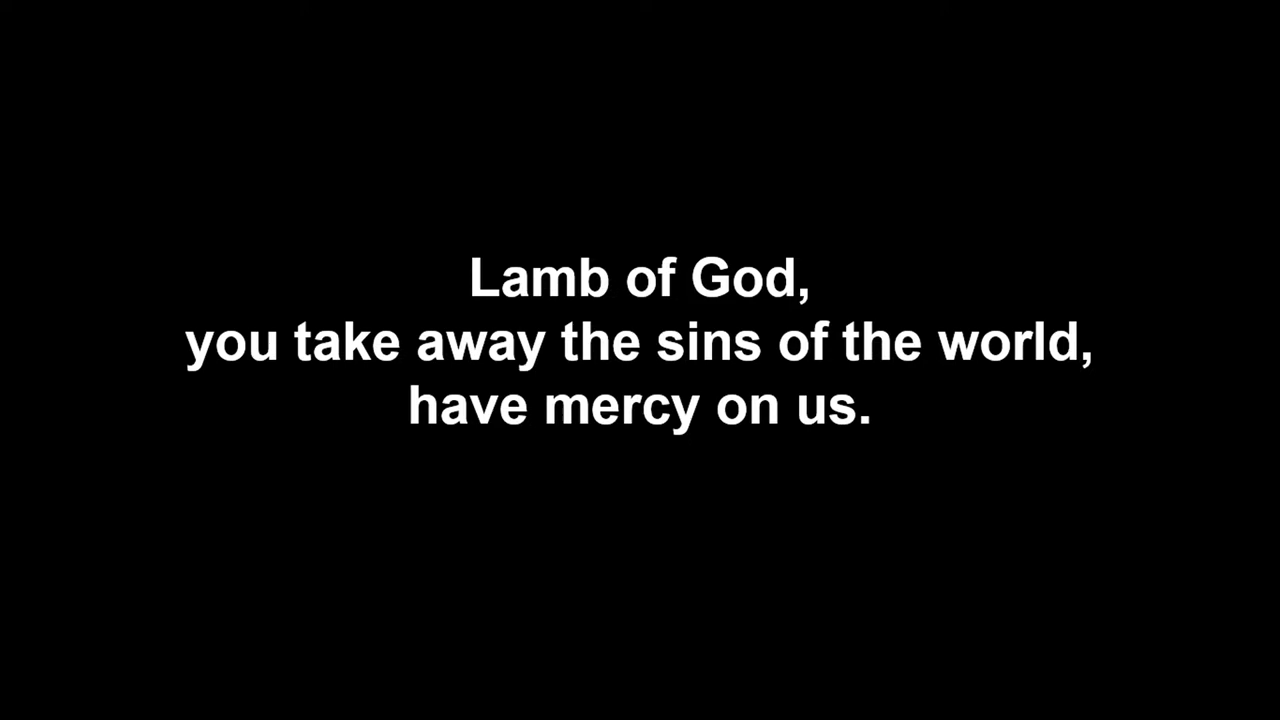 Lamb of God,
you take away the sins of the world,
have mercy on us.